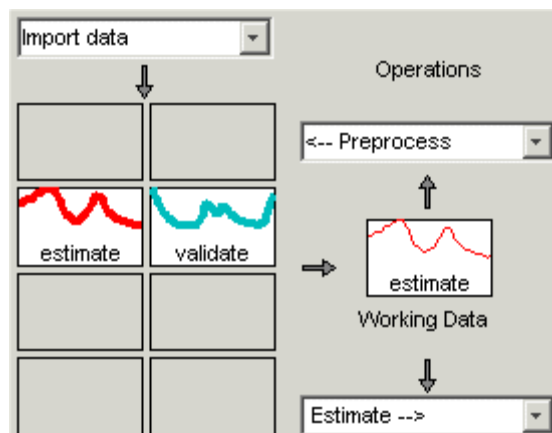 Import data
Operations
<-- Preprocess
estimate
validate
estimate
Working Data
Estimate -->